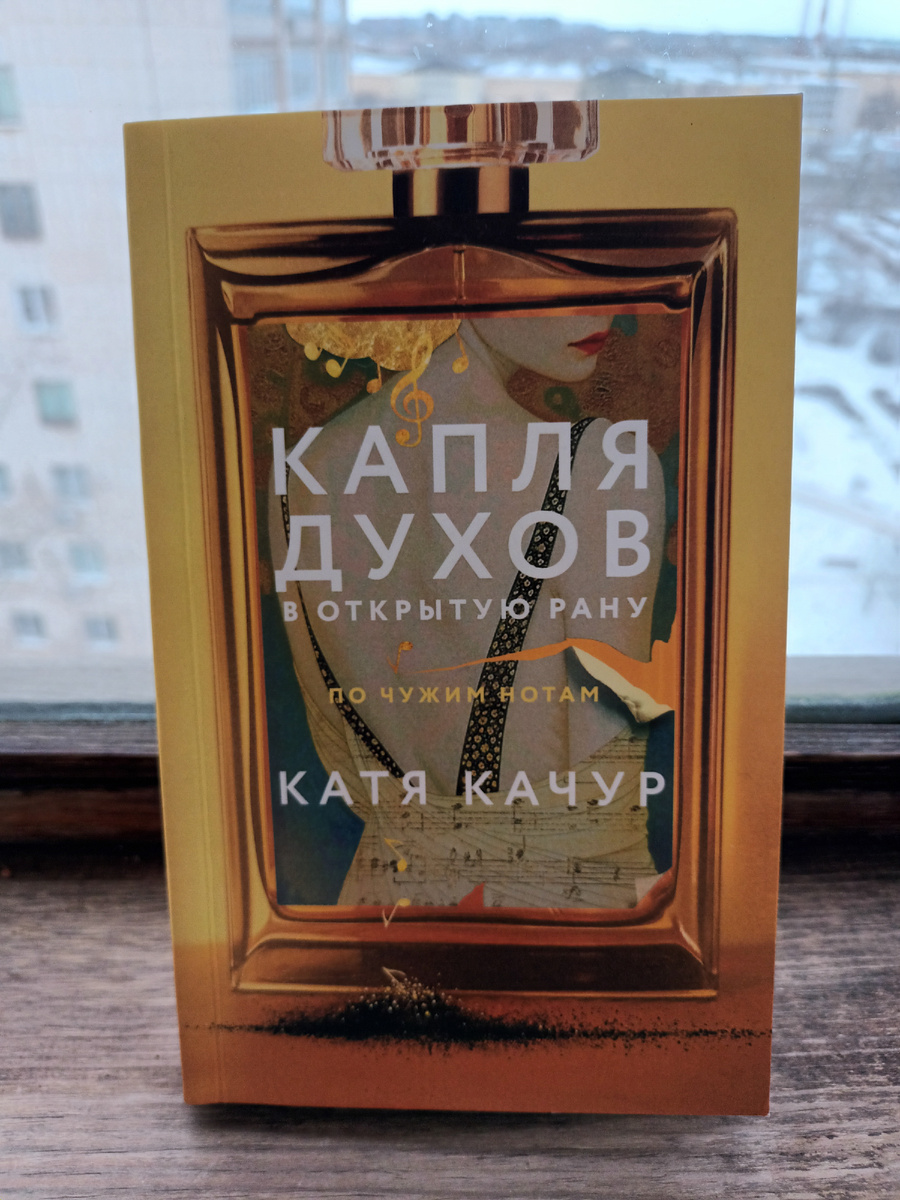 КАПЛЯ
ДУХОВ
В ОТКРЫТУЮ РАНУ
ПО ЧУЖИМ НОТАМ
КАТЯ КАЧУР